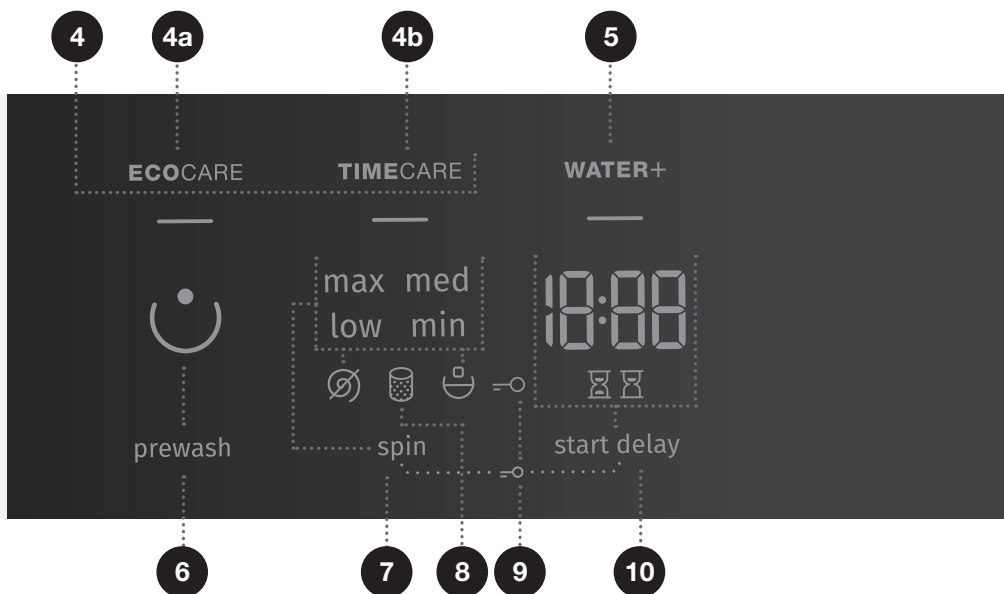 4 4a 4b 5
ECOCARE TIMECARE WATER+
max med
low min
18:88
prewash spin start delay
6 7 8 9 10